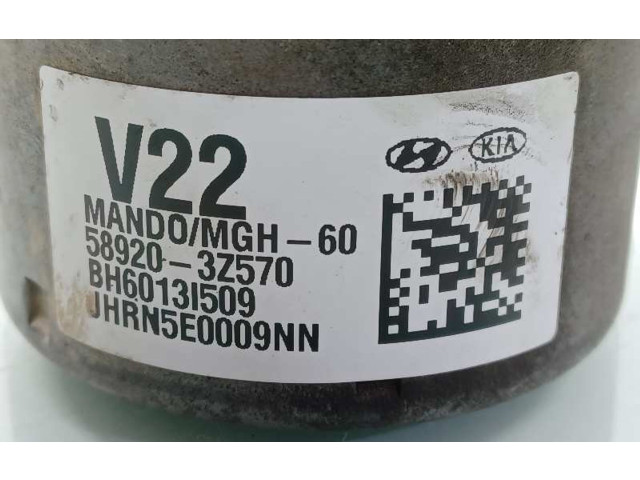 V22
KIA
MANDO/MGH-60
58920-3Z570
BH6013I509
JHRN5E0009NN